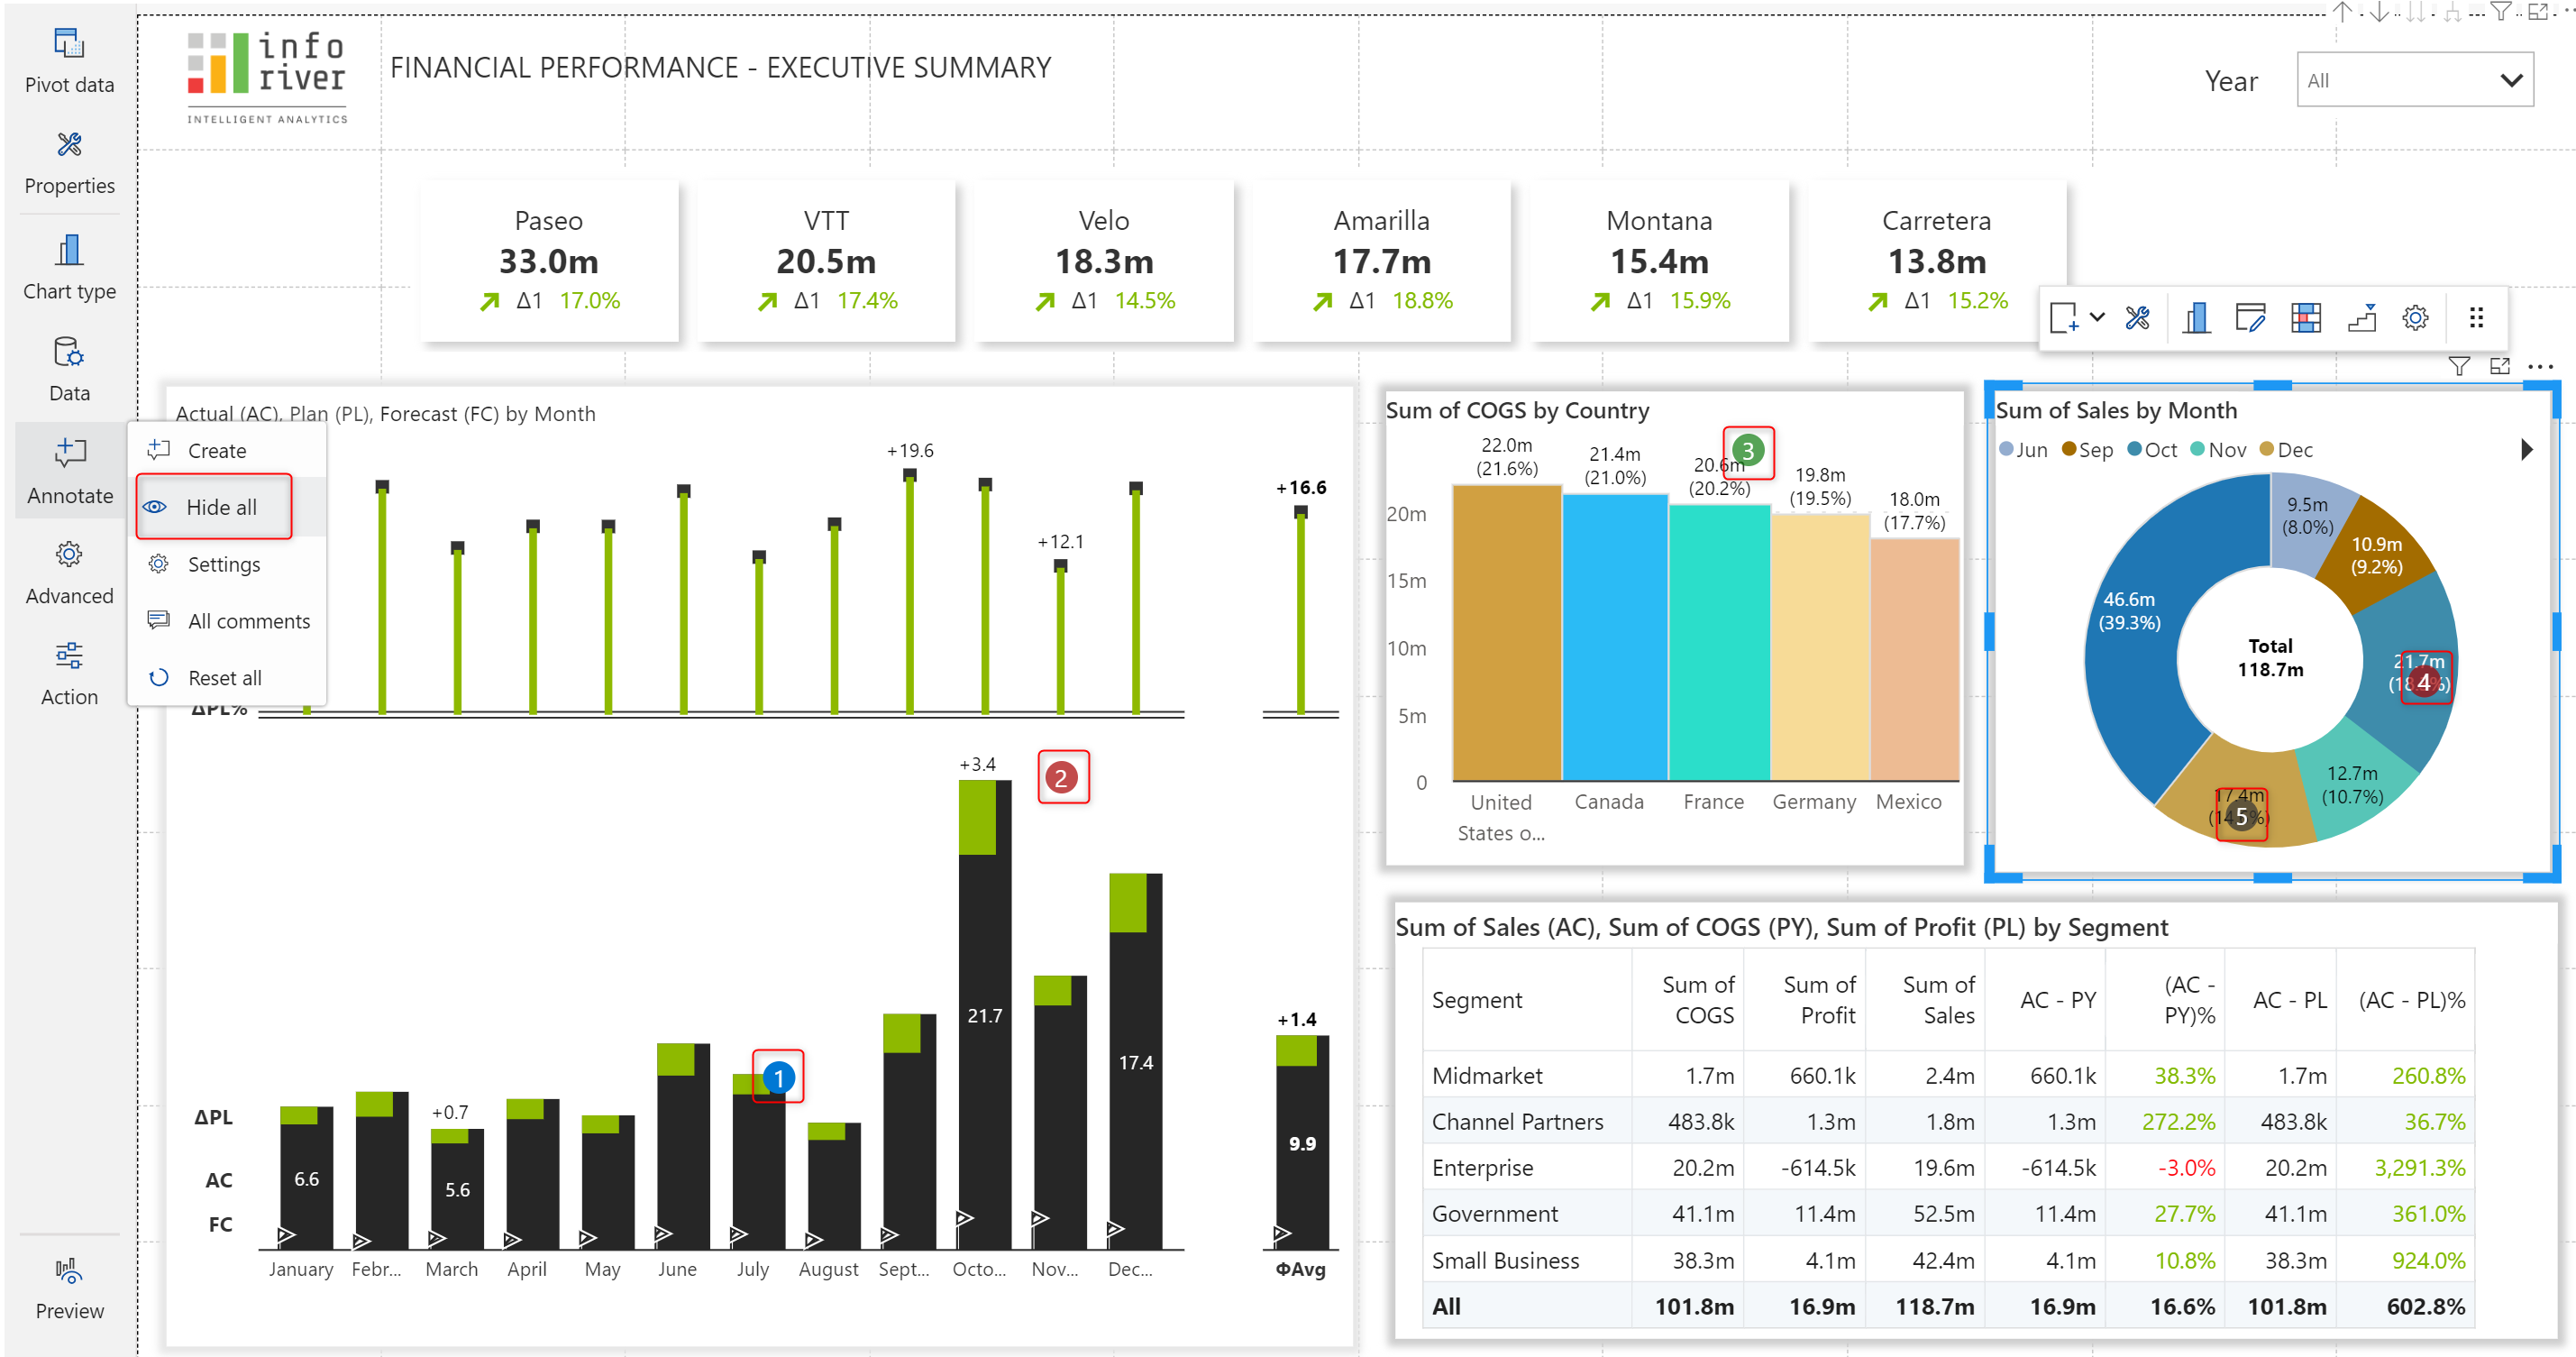 Pivot data
Properties
Chart type
Data
Annotate
Advanced
Action
Preview
Create
Hide all
Settings
All comments
Reset all
info
river
INTELLIGENT ANALYTICS
FINANCIAL PERFORMANCE - EXECUTIVE SUMMARY
Year
All
Paseo
33.0m
Δ1 17.0%
VTT
20.5m
Δ1 17.4%
Velo
18.3m
Δ1 14.5%
Amarilla
17.7m
Δ1 18.8%
Montana
15.4m
Δ1 15.9%
Carretera
13.8m
Δ1 15.2%
Actual (AC), Plan (PL), Forecast (FC) by Month
+19.6
+12.1
+16.6
ΔPL%
+3.4
2
21.7
17.4
+1.4
1
+0.7
ΔPL
9.9
AC
6.6
5.6
FC
January Febr... March April May June July August Sept... Octo... Nov... Dec...
ΦAvg
Sum of COGS by Country
22.0m
(21.6%)
21.4m
(21.0%)
20.6m
(20.2%)
3
19.8m
(19.5%)
18.0m
(17.7%)
20m
15m
10m
5m
0
United
States o...
Canada
France
Germany
Mexico
Sum of Sales by Month
Jun Sep Oct Nov Dec
9.5m
(8.0%)
10.9m
(9.2%)
46.6m
(39.3%)
Total
118.7m
21.7m
4
12.7m
(10.7%)
17.4m
5
Sum of Sales (AC), Sum of COGS (PY), Sum of Profit (PL) by Segment
Segment Sum of COGS Sum of Profit Sum of Sales AC - PY (AC - PY)% AC - PL (AC - PL)%
Midmarket 1.7m 660.1k 2.4m 660.1k 38.3% 1.7m 260.8%
Channel Partners 483.8k 1.3m 1.8m 1.3m 272.2% 483.8k 36.7%
Enterprise 20.2m -614.5k 19.6m -614.5k -3.0% 20.2m 3,291.3%
Government 41.1m 11.4m 52.5m 11.4m 27.7% 41.1m 361.0%
Small Business 38.3m 4.1m 42.4m 4.1m 10.8% 38.3m 924.0%
All 101.8m 16.9m 118.7m 16.9m 16.6% 101.8m 602.8%